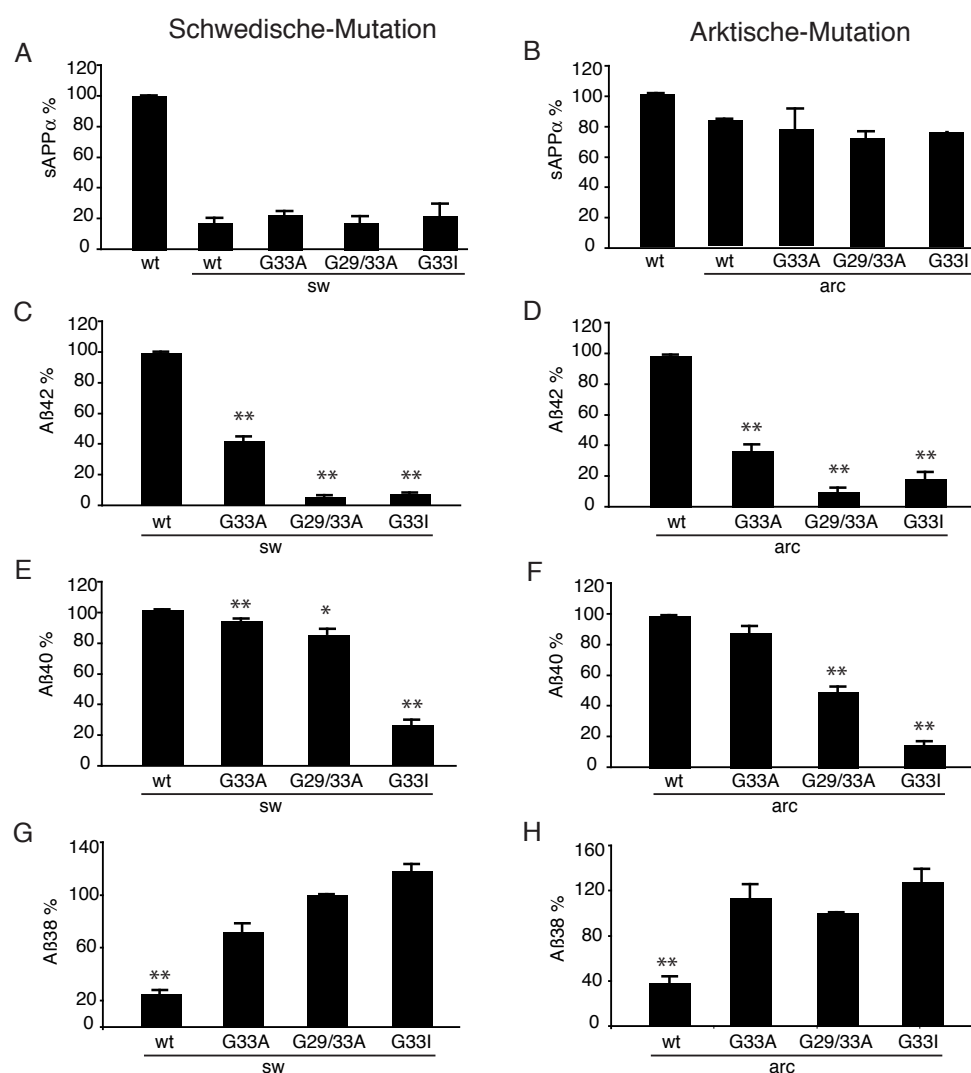 Schwedische-Mutation
Arktische-Mutation
A
sAPPα %
120
100
80
60
40
20
0
wt
wt G33A G29/33A G33I
sw
B
sAPPα %
120
100
80
60
40
20
0
wt
wt G33A G29/33A G33I
arc
C
Aß42 %
120
100
80
60
40
20
0
** ** **
wt G33A G29/33A G33I
sw
D
Aß42 %
120
100
80
60
40
20
0
** ** **
wt G33A G29/33A G33I
arc
E
Aß40 %
120
100
80
60
40
20
0
** * **
wt G33A G29/33A G33I
sw
F
Aß40 %
120
100
80
60
40
20
0
** **
wt G33A G29/33A G33I
arc
G
Aß38 %
140
100
60
20
0
**
wt G33A G29/33A G33I
sw
H
Aß38 %
160
120
80
40
0
**
wt G33A G29/33A G33I
arc